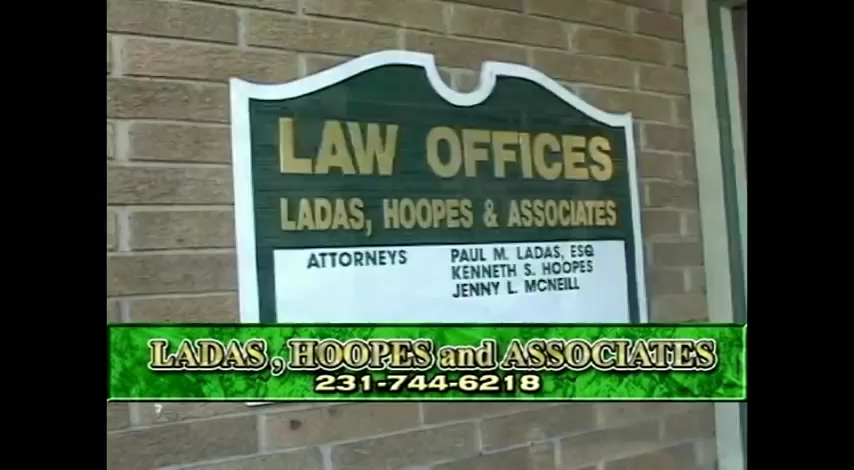 LAW OFFICES
LADAS, HOOPES & ASSOCIATES
ATTORNEYS PAUL M. LADAS, ESQ
KENNETH S. HOOPES
JENNY L. MCNEILL
LADAS, HOOPES and ASSOCIATES
231-744-6218